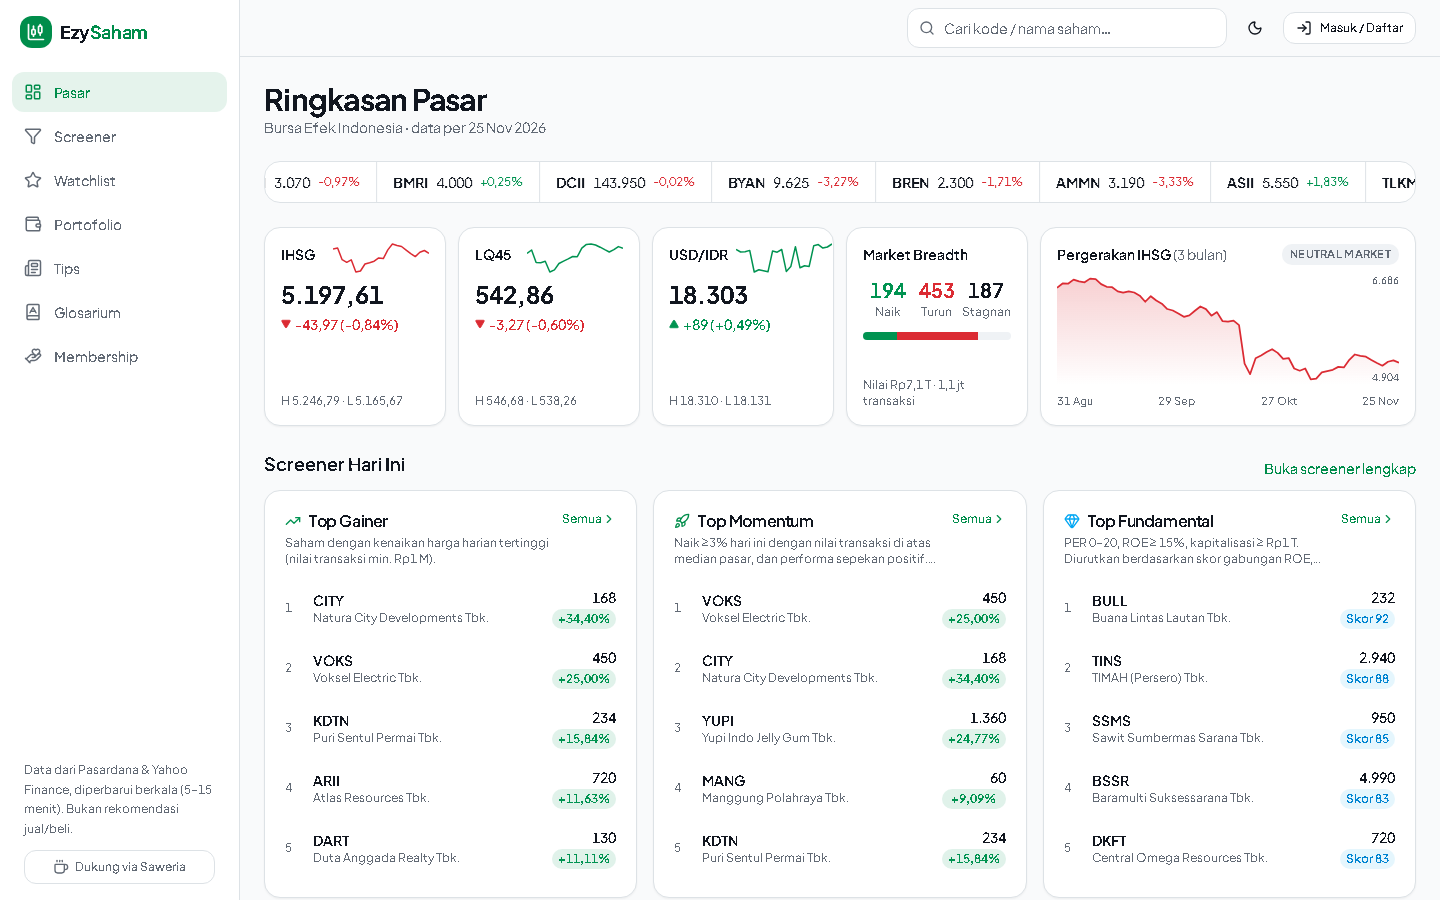 EzySaham
Cari kode / nama saham...
Masuk / Daftar
Pasar
Screener
Watchlist
Portofolio
Tips
Glosarium
Membership
Data dari Pasardana & Yahoo
Finance, diperbarui berkala (5–15
menit). Bukan rekomendasi
jual/beli.
Dukung via Saweria
Ringkasan Pasar
Bursa Efek Indonesia · data per 25 Nov 2026
3.070 -0,97% BMRI 4.000 +0,25% DCII 143.950 -0,02% BYAN 9.625 -3,27% BREN 2.300 -1,71% AMMN 3.190 -3,33% ASII 5.550 +1,83% TLKM
IHSG
5.197,61
▼ -43,97 (-0,84%)
H 5.246,79 · L 5.165,67
LQ45
542,86
▼ -3,27 (-0,60%)
H 546,68 · L 538,26
USD/IDR
18.303
▲ +89 (+0,49%)
H 18.310 · L 18.131
Market Breadth
194 453 187
Naik Turun Stagnan
Nilai Rp7,1 T · 1,1 jt
transaksi
Pergerakan IHSG (3 bulan)
NEUTRAL MARKET
6.686
4.904
31 Agu 29 Sep 27 Okt 25 Nov
Screener Hari Ini
Buka screener lengkap
Top Gainer
Semua
Saham dengan kenaikan harga harian tertinggi
(nilai transaksi min. Rp1 M).
1 CITY 168
Natura City Developments Tbk. +34,40%
2 VOKS 450
Voksel Electric Tbk. +25,00%
3 KDTN 234
Puri Sentul Permai Tbk. +15,84%
4 ARII 720
Atlas Resources Tbk. +11,63%
5 DART 130
Duta Anggada Realty Tbk. +11,11%
Top Momentum
Semua
Naik ≥3% hari ini dengan nilai transaksi di atas
median pasar, dan performa sepekan positif....
1 VOKS 450
Voksel Electric Tbk. +25,00%
2 CITY 168
Natura City Developments Tbk. +34,40%
3 YUPI 1.360
Yupi Indo Jelly Gum Tbk. +24,77%
4 MANG 60
Manggung Polahraya Tbk. +9,09%
5 KDTN 234
Puri Sentul Permai Tbk. +15,84%
Top Fundamental
Semua
PER 0–20, ROE ≥ 15%, kapitalisasi ≥ Rp1 T.
Diurutkan berdasarkan skor gabungan ROE,...
1 BULL 232
Buana Lintas Lautan Tbk. Skor 92
2 TINS 2.940
TIMAH (Persero) Tbk. Skor 88
3 SSMS 950
Sawit Sumbermas Sarana Tbk. Skor 85
4 BSSR 4.990
Baramulti Suksessarana Tbk. Skor 83
5 DKFT 720
Central Omega Resources Tbk. Skor 83